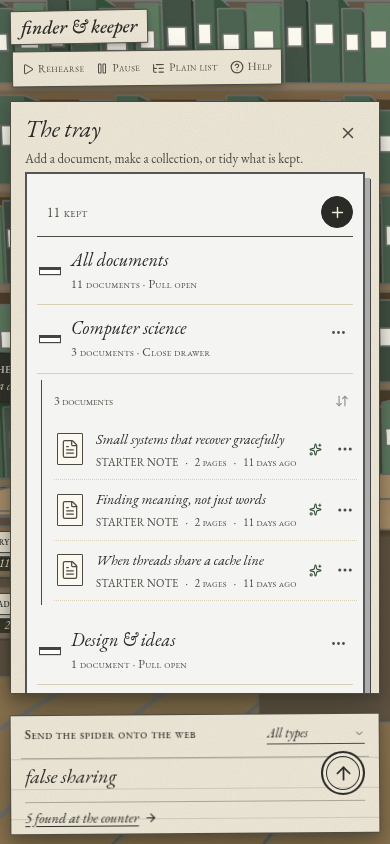 finder & keeper
Rehearse Pause Plain list Help
The tray
Add a document, make a collection, or tidy what is kept.
11 kept
All documents
11 documents · Pull open
Computer science
3 documents · Close drawer
3 documents
Small systems that recover gracefully
STARTER NOTE · 2 pages · 11 days ago
Finding meaning, not just words
STARTER NOTE · 2 pages · 11 days ago
When threads share a cache line
STARTER NOTE · 2 pages · 11 days ago
Design & ideas
1 document · Pull open
Send the spider onto the web
All types
false sharing
5 found at the counter →